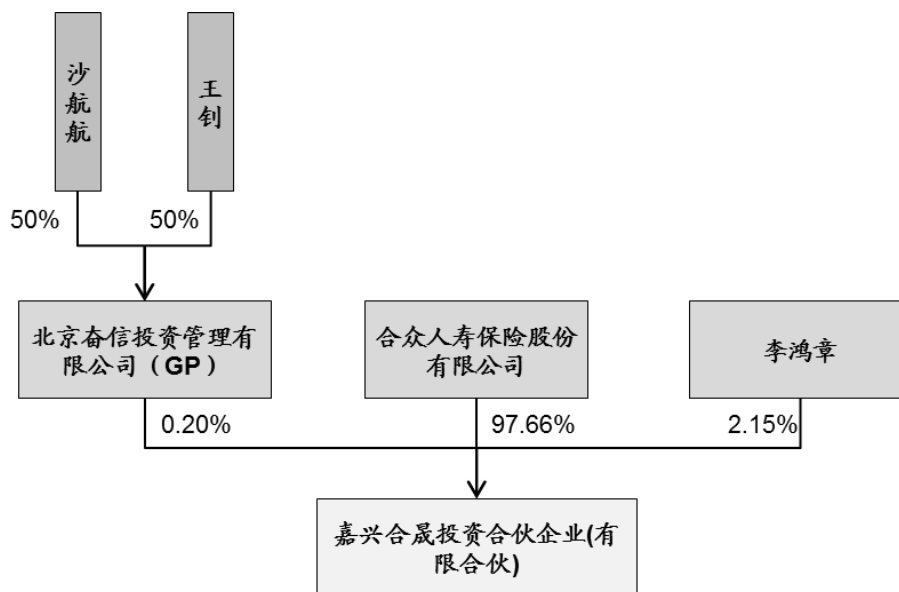 沙航航
王钊
50%
50%
北京奋信投资管理有
限公司（GP）
合众人寿保险股份
有限公司
李鸿章
0.20%
97.66%
2.15%
嘉兴合晟投资合伙企业(有
限合伙)